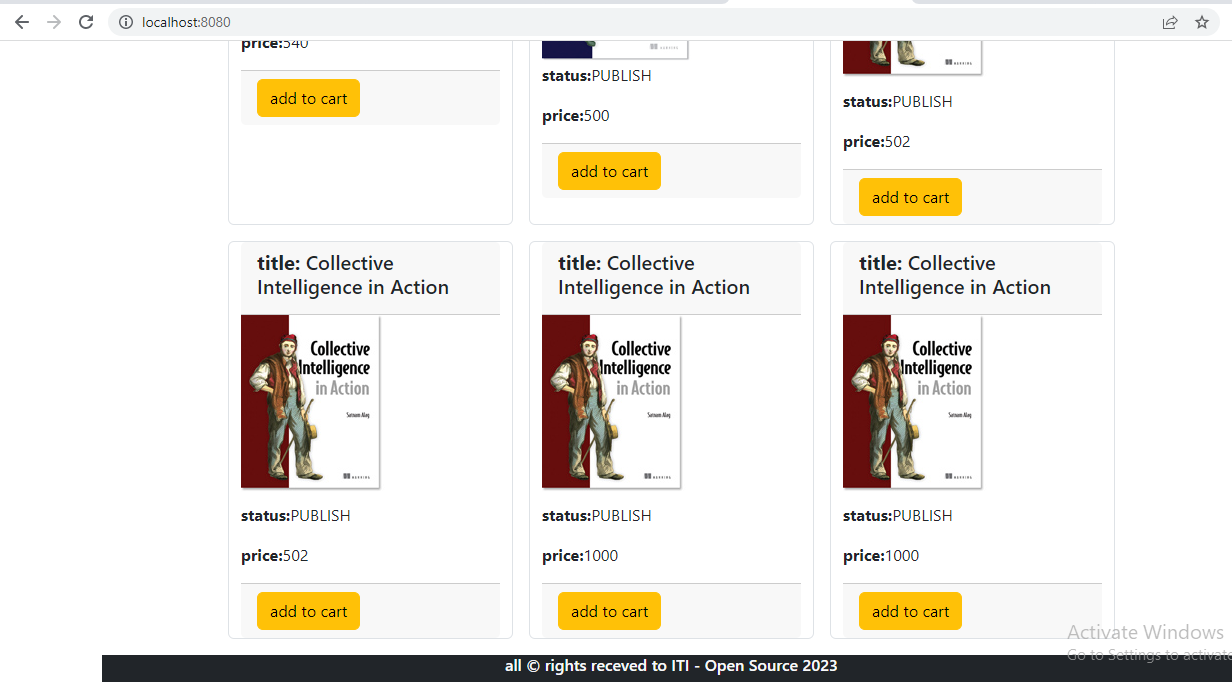 localhost:8080
price:540
add to cart
status:PUBLISH
price:500
add to cart
status:PUBLISH
price:502
add to cart
title: Collective
Intelligence in Action
Collective
Intelligence
in Action
Satnam Alag
MANNING
status:PUBLISH
price:502
add to cart
title: Collective
Intelligence in Action
Collective
Intelligence
in Action
Satnam Alag
MANNING
status:PUBLISH
price:1000
add to cart
title: Collective
Intelligence in Action
Collective
Intelligence
in Action
Satnam Alag
MANNING
status:PUBLISH
price:1000
add to cart
Activate Windows
Go to Settings to activate
all © rights receved to ITI - Open Source 2023